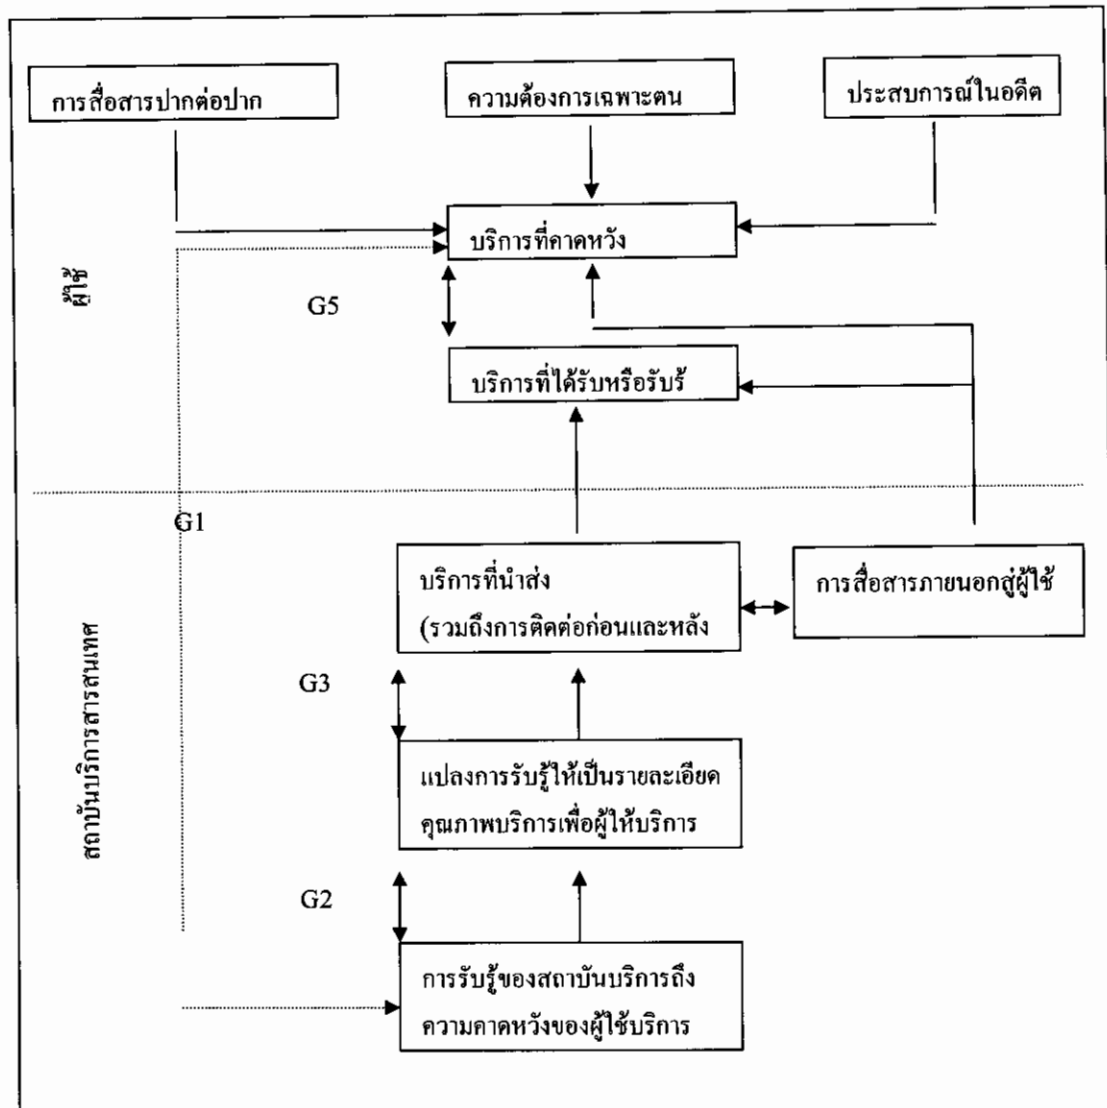 การสื่อสารปากต่อปาก
ความต้องการเฉพาะตน
ประสบการณ์ในอดีต
บริการที่คาดหวัง
ผู้ใช้
G5
บริการที่ได้รับหรือรับรู้
G1
บริการที่นำส่ง
(รวมถึงการติดต่อก่อนและหลัง
การสื่อสารภายนอกสู่ผู้ใช้
G3
สถาบันบริการสารสนเทศ
แปลงการรับรู้ให้เป็นรายละเอียด
คุณภาพบริการเพื่อผู้ให้บริการ
G2
การรับรู้ของสถาบันบริการถึง
ความคาดหวังของผู้ใช้บริการ